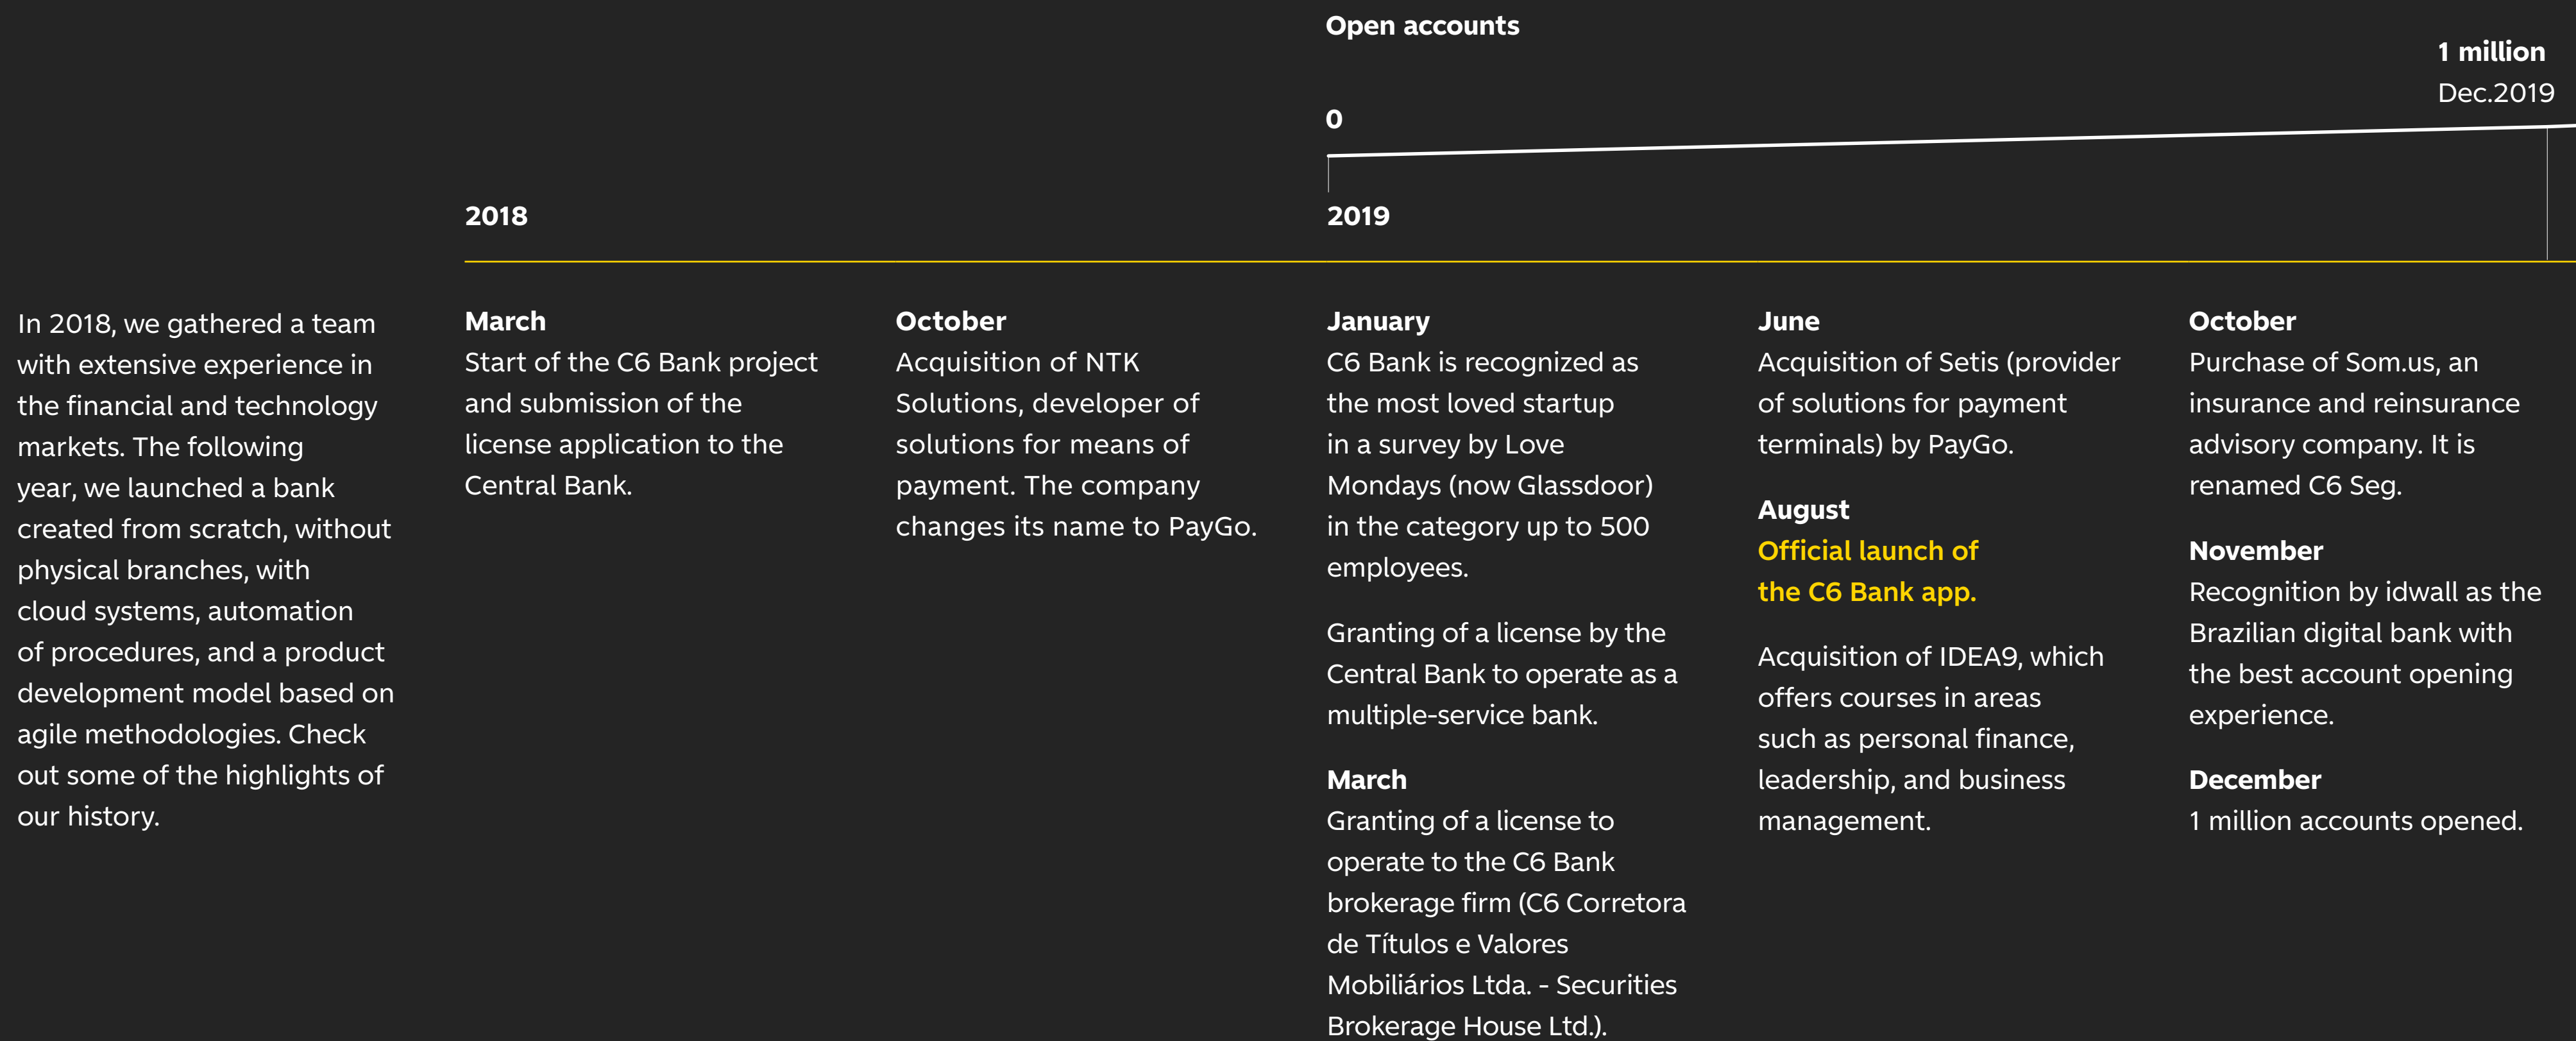 Open accounts
1 million
Dec.2019
0
2018
2019
In 2018, we gathered a team
with extensive experience in
the financial and technology
markets. The following
year, we launched a bank
created from scratch, without
physical branches, with
cloud systems, automation
of procedures, and a product
development model based on
agile methodologies. Check
out some of the highlights of
our history.
March
Start of the C6 Bank project
and submission of the
license application to the
Central Bank.
October
Acquisition of NTK
Solutions, developer of
solutions for means of
payment. The company
changes its name to PayGo.
January
C6 Bank is recognized as
the most loved startup
in a survey by Love
Mondays (now Glassdoor)
in the category up to 500
employees.
Granting of a license by the
Central Bank to operate as a
multiple-service bank.
March
Granting of a license to
operate to the C6 Bank
brokerage firm (C6 Corretora
de Títulos e Valores
Mobiliários Ltda. - Securities
Brokerage House Ltd.).
June
Acquisition of Setis (provider
of solutions for payment
terminals) by PayGo.
August
Official launch of
the C6 Bank app.
Acquisition of IDEA9, which
offers courses in areas
such as personal finance,
leadership, and business
management.
October
Purchase of Som.us, an
insurance and reinsurance
advisory company. It is
renamed C6 Seg.
November
Recognition by idwall as the
Brazilian digital bank with
the best account opening
experience.
December
1 million accounts opened.